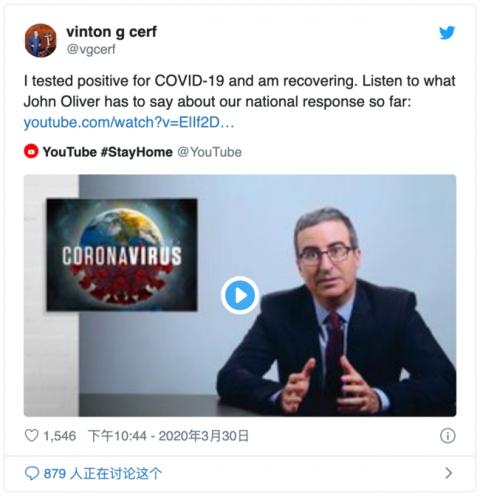 vinton g cerf
@vgcerf
I tested positive for COVID-19 and am recovering. Listen to what
John Oliver has to say about our national response so far:
youtube.com/watch?v=ElIf2D…
YouTube #StayHome @YouTube
CORONAVIRUS
1,546 下午10:44 - 2020年3月30日
879 人正在讨论这个